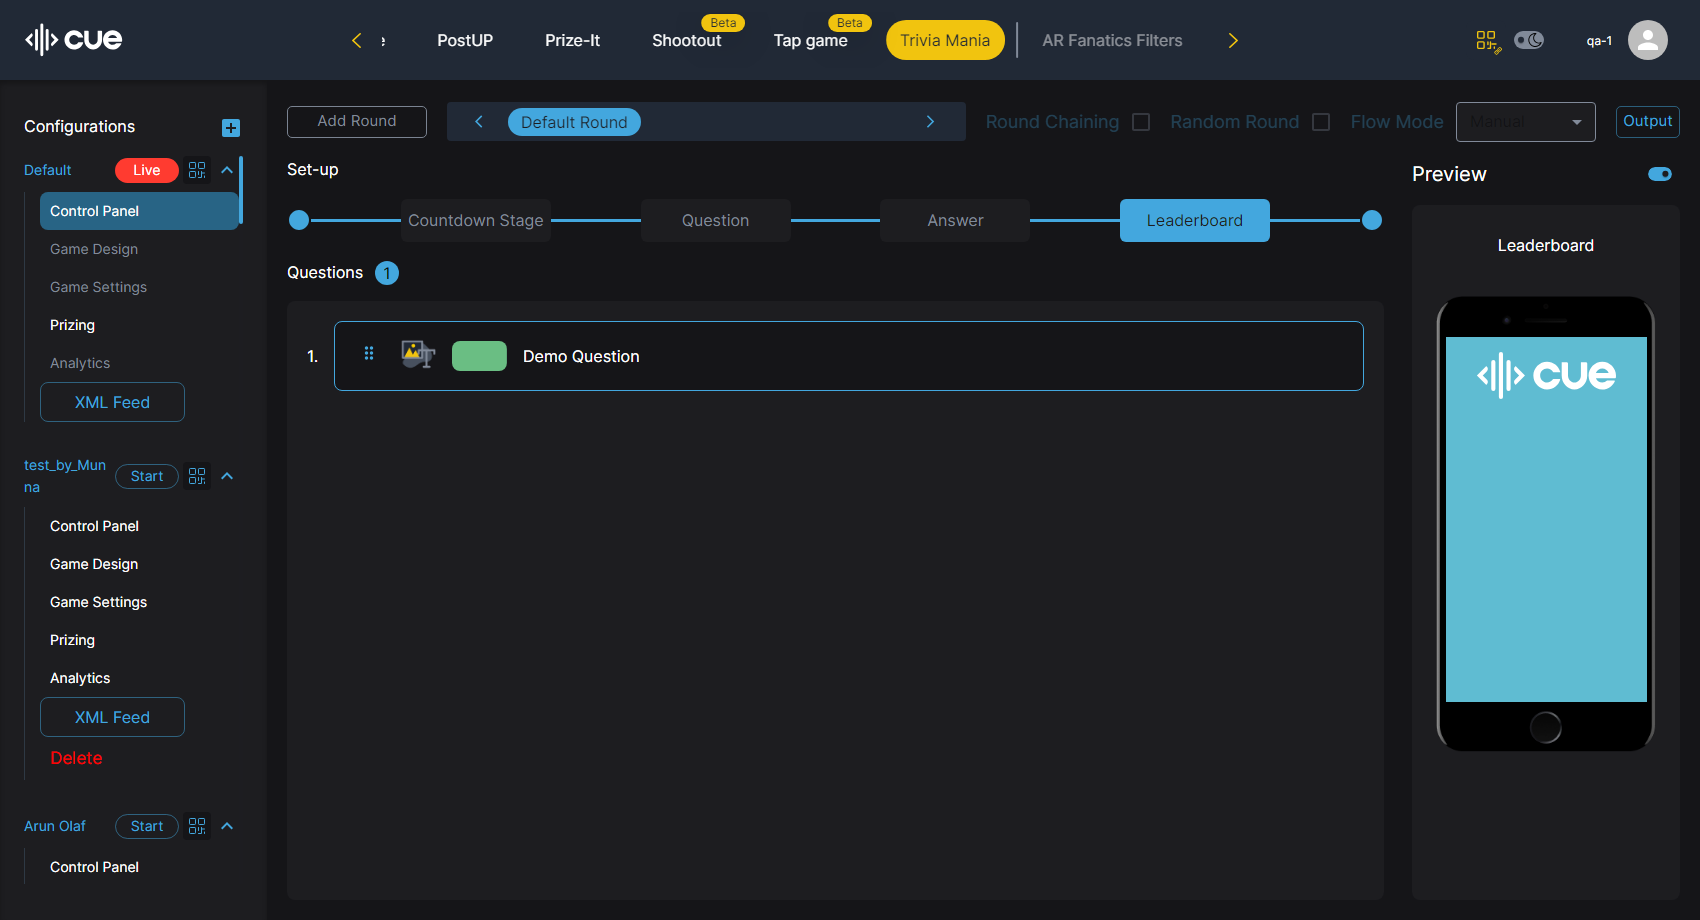 cue
PostUP
Prize-It
Beta
Shootout
Beta
Tap game
Trivia Mania
AR Fanatics Filters
qa-1
Configurations
Default
Live
Control Panel
Game Design
Game Settings
Prizing
Analytics
XML Feed
test_by_Mun
na
Start
Control Panel
Game Design
Game Settings
Prizing
Analytics
XML Feed
Delete
Arun Olaf
Start
Control Panel
Add Round
Default Round
Round Chaining
Random Round
Flow Mode
Manual
Output
Set-up
Countdown Stage
Question
Answer
Leaderboard
Questions 1
1.
Demo Question
Preview
Leaderboard
cue